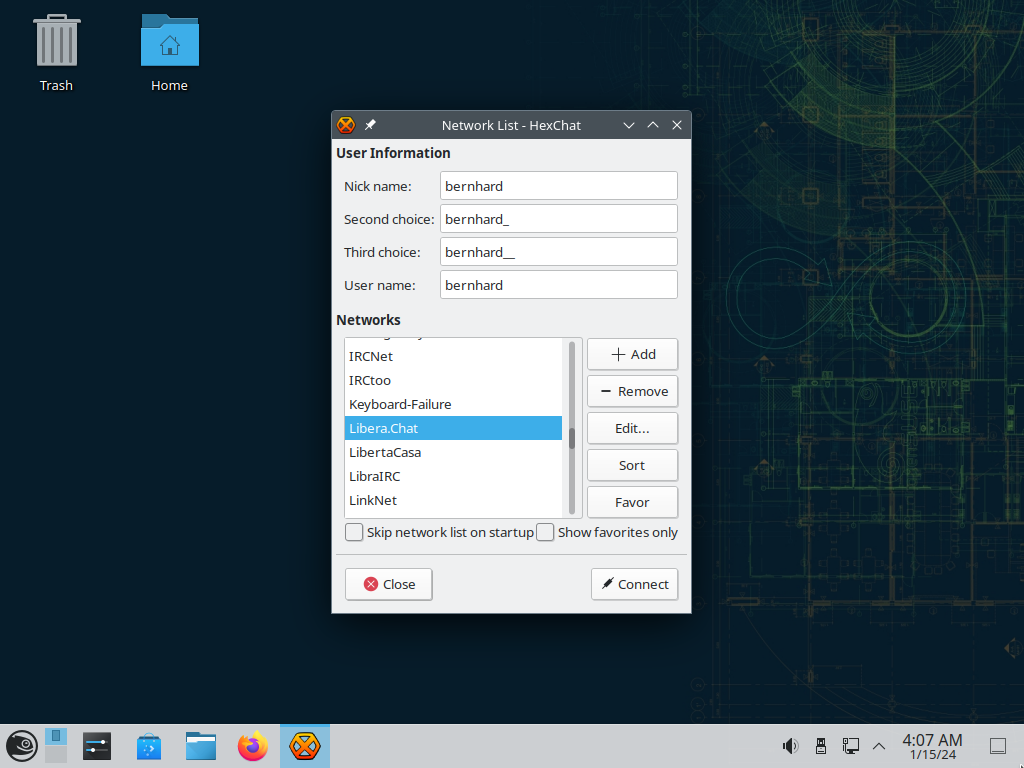 Trash
Home
Network List - HexChat
User Information
Nick name: bernhard
Second choice: bernhard_
Third choice: bernhard__
User name: bernhard
Networks
IRCNet
IRCtoo
Keyboard-Failure
Libera.Chat
LibertaCasa
LibraIRC
LinkNet
Add
Remove
Edit...
Sort
Favor
Skip network list on startup
Show favorites only
Close
Connect
4:07 AM
1/15/24